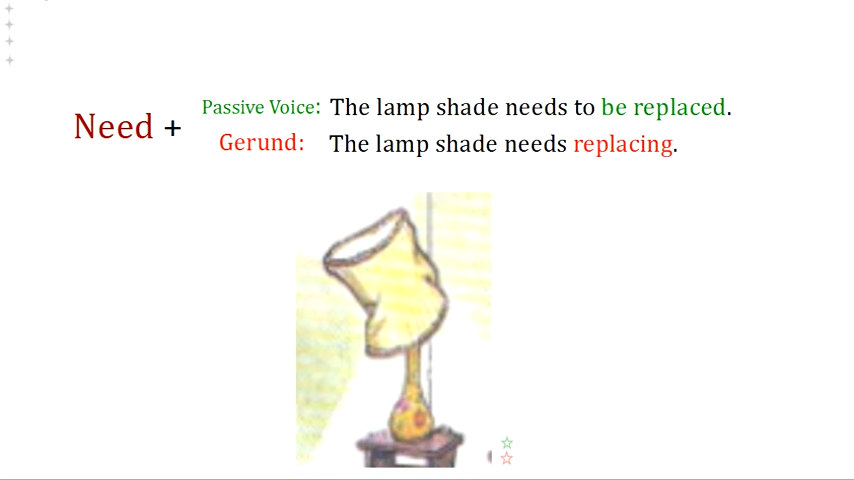 Need +
Passive Voice: The lamp shade needs to be replaced.
Gerund: The lamp shade needs replacing.